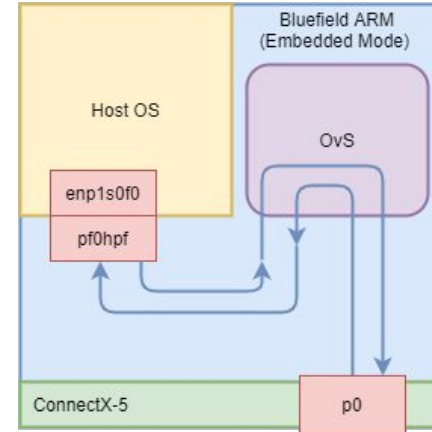 Bluefield ARM
(Embedded Mode)
Host OS
OvS
enp1s0f0
pf0hpf
ConnectX-5
p0